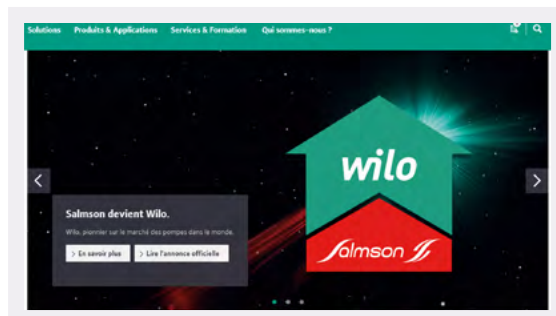 Solutions Produits & Applications Services & Formation Qui sommes-nous ?
wilo
Salmson
Salmson devient Wilo.
Wilo, pionnier sur le marché des pompes dans le monde.
> En savoir plus > Lire l'annonce officielle